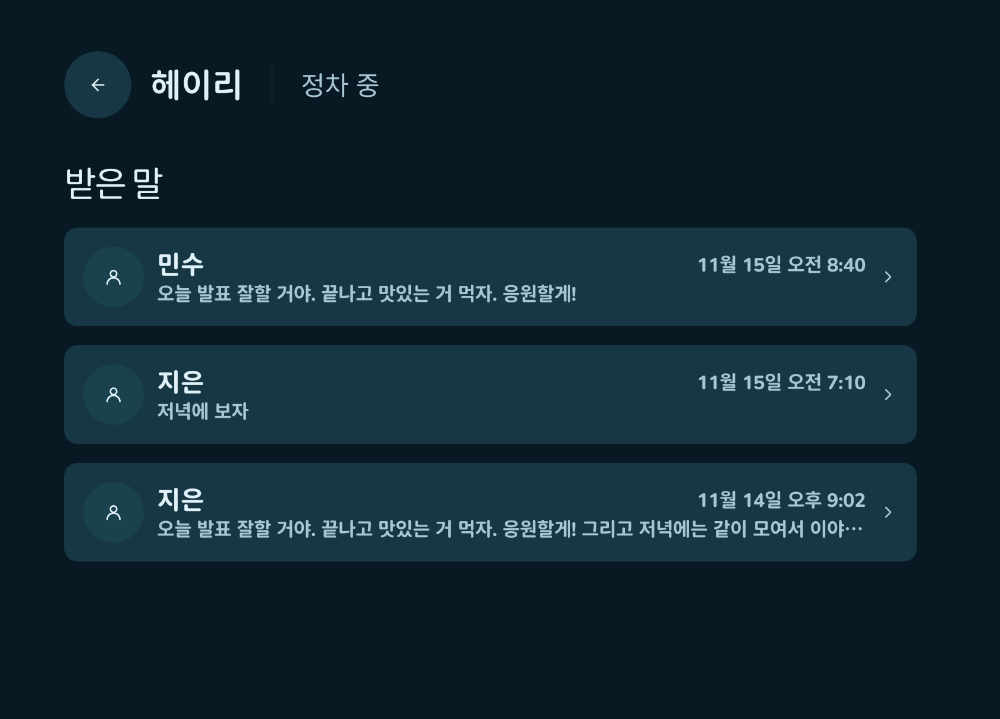 헤이리
정차 중
받은 말
민수
11월 15일 오전 8:40
오늘 발표 잘할 거야. 끝나고 맛있는 거 먹자. 응원할게!
지은
11월 15일 오전 7:10
저녁에 보자
지은
11월 14일 오후 9:02
오늘 발표 잘할 거야. 끝나고 맛있는 거 먹자. 응원할게! 그리고 저녁에는 같이 모여서 이야…